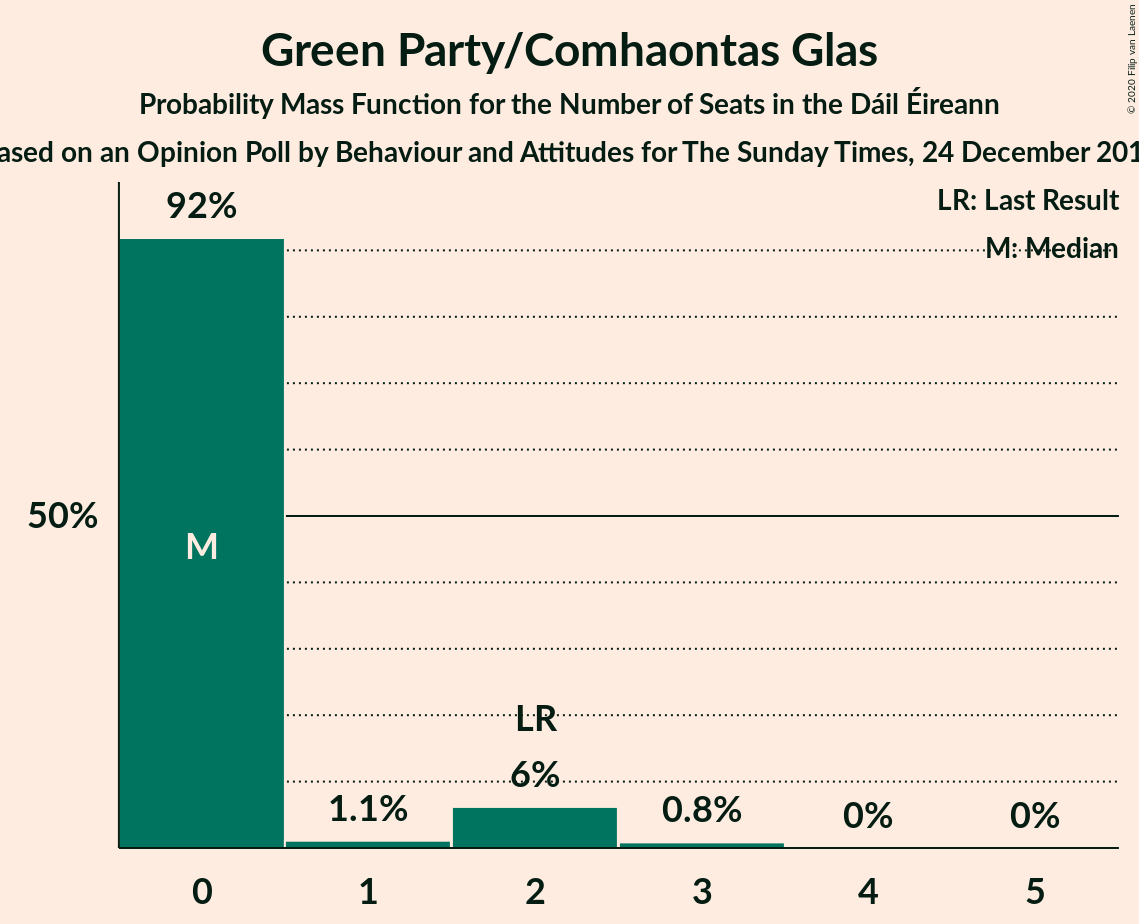 Green Party/Comhaontas Glas
Probability Mass Function for the Number of Seats in the Dáil Éireann
ased on an Opinion Poll by Behaviour and Attitudes for The Sunday Times, 24 December 201
© 2020 Filip van Laenen
LR: Last Result
M: Median
92%
50%
M
LR
6%
1.1%
0.8%
0%
0%
0 1 2 3 4 5